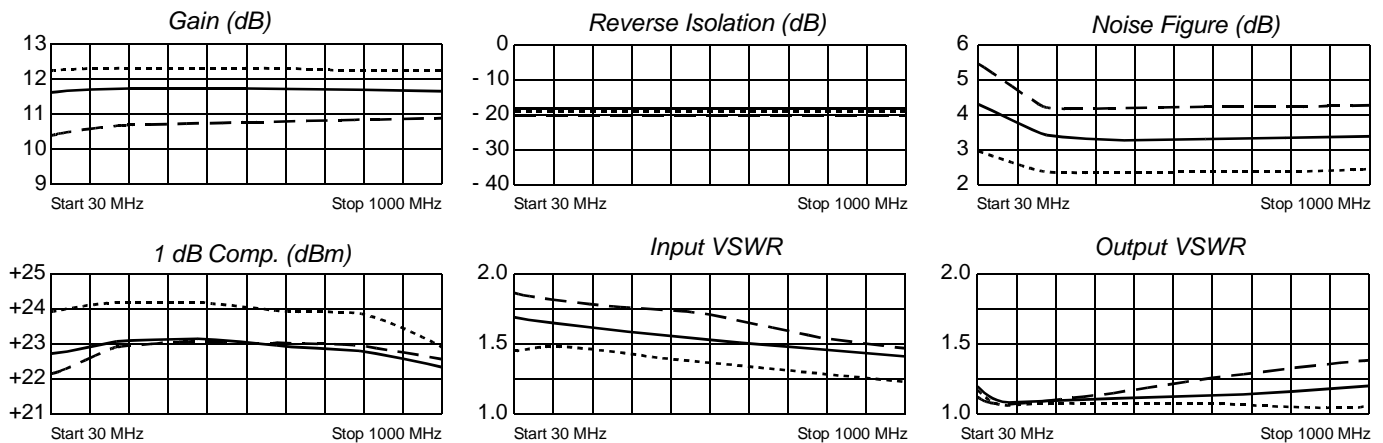 Gain (dB)
13
12
11
10
9
Start 30 MHz
Stop 1000 MHz
Reverse Isolation (dB)
0
- 10
- 20
- 30
- 40
Start 30 MHz
Stop 1000 MHz
Noise Figure (dB)
6
5
4
3
2
Start 30 MHz
Stop 1000 MHz
1 dB Comp. (dBm)
+25
+24
+23
+22
+21
Start 30 MHz
Stop 1000 MHz
Input VSWR
2.0
1.5
1.0
Start 30 MHz
Stop 1000 MHz
Output VSWR
2.0
1.5
1.0
Start 30 MHz
Stop 1000 MHz